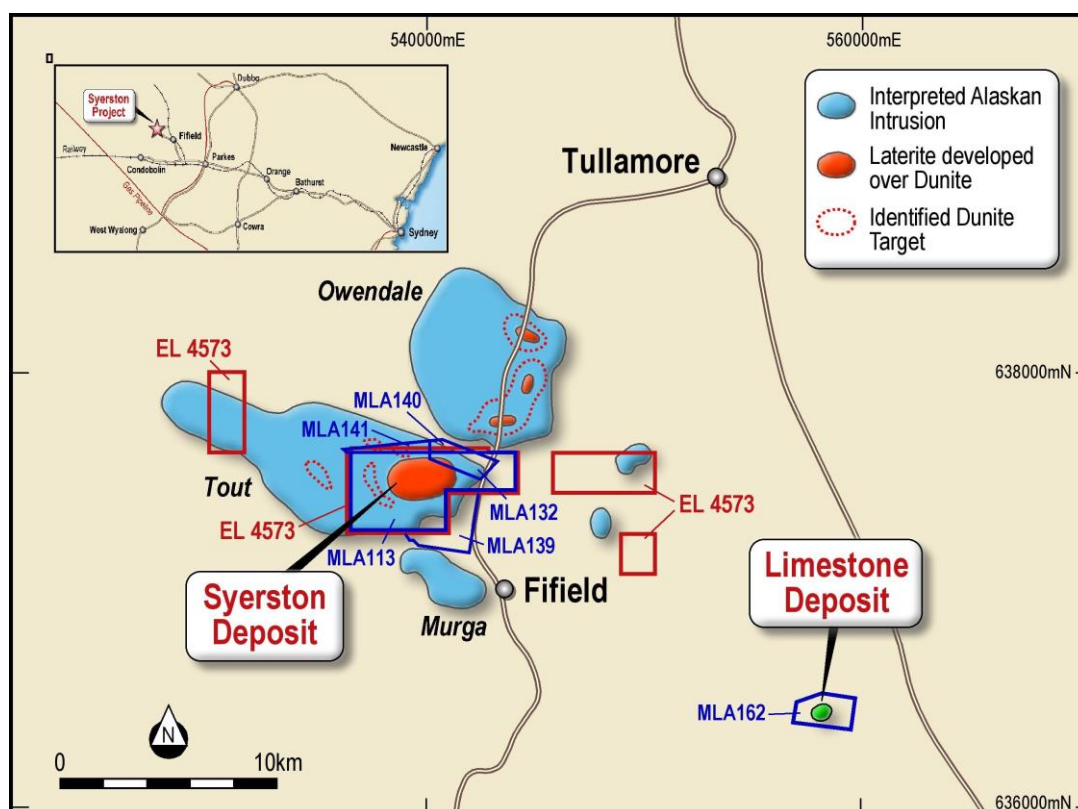 540000mE
560000mE
Syerston
Project
Dubbo
Fifield
Newcastle
Railway
Parkes
Condobolin
Orange
Bathurst
Gas Pipeline
West Wyalong
Cowra
Sydney
Interpreted Alaskan
Intrusion
Laterite developed
over Dunite
Identified Dunite
Target
Tullamore
Owendale
EL 4573
638000mN
MLA140
MLA141
Tout
EL 4573
MLA132
EL 4573
MLA113
MLA139
Syerston
Deposit
Fifield
Murga
Limestone
Deposit
MLA162
N
0
10km
636000mN